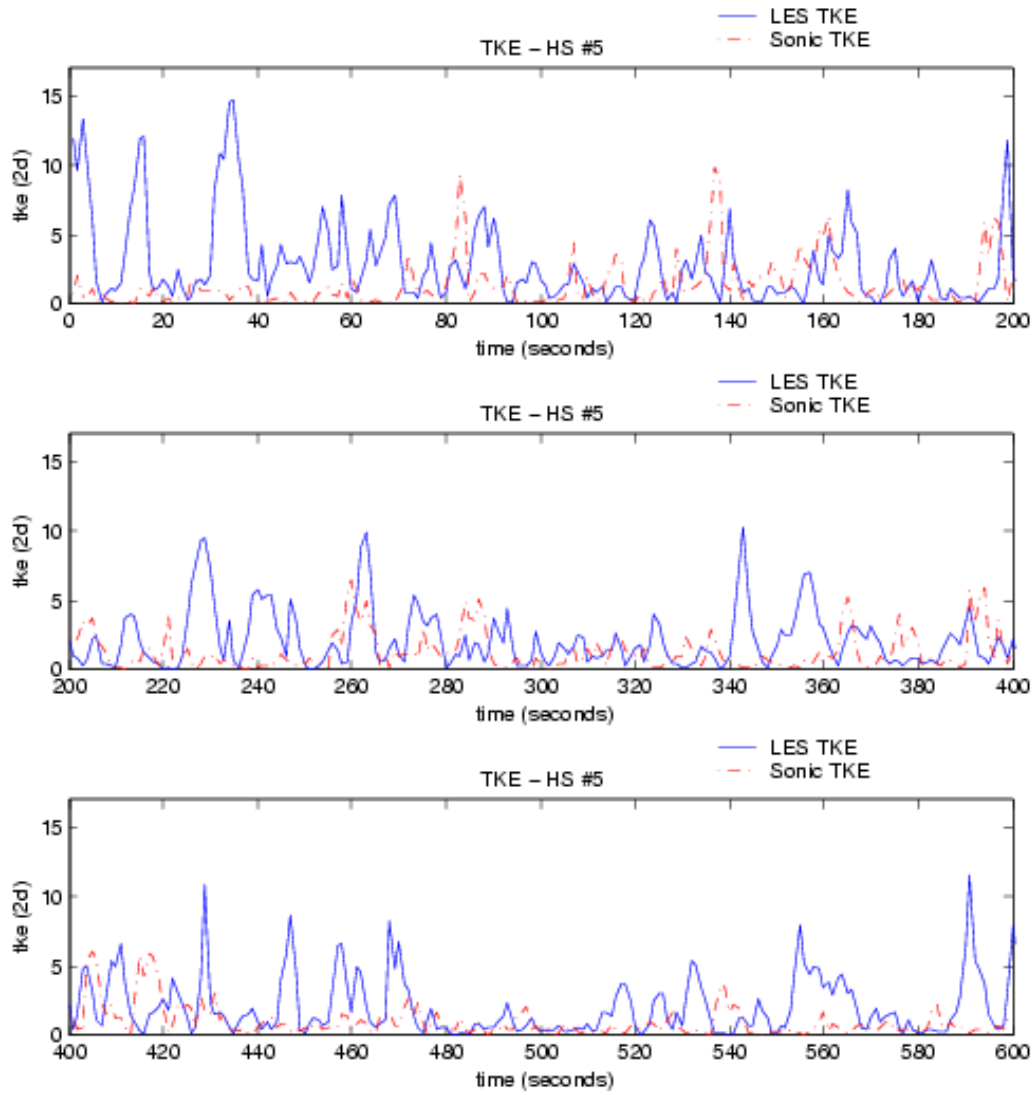 LES TKE
Sonic TKE
TKE – HS #5
15
10
5
0
tke (2d)
0 20 40 60 80 100 120 140 160 180 200
time (seconds)
LES TKE
Sonic TKE
TKE – HS #5
15
10
5
0
tke (2d)
200 220 240 260 280 300 320 340 360 380 400
time (seconds)
LES TKE
Sonic TKE
TKE – HS #5
15
10
5
0
tke (2d)
400 420 440 460 480 500 520 540 560 580 600
time (seconds)